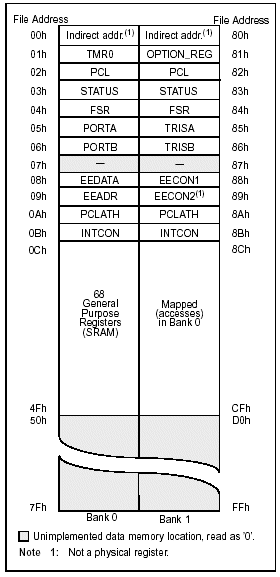 File Address File Address
00h Indirect addr.(1) Indirect addr.(1) 80h
01h TMR0 OPTION_REG 81h
02h PCL PCL 82h
03h STATUS STATUS 83h
04h FSR FSR 84h
05h PORTA TRISA 85h
06h PORTB TRISB 86h
07h — — 87h
08h EEDATA EECON1 88h
09h EEADR EECON2(1) 89h
0Ah PCLATH PCLATH 8Ah
0Bh INTCON INTCON 8Bh
0Ch 8Ch
68
General
Purpose
Registers
(SRAM)
Mapped
(accesses)
in Bank 0
4Fh CFh
50h D0h
7Fh FFh
Bank 0 Bank 1
Unimplemented data memory location, read as '0'.
Note 1: Not a physical register.